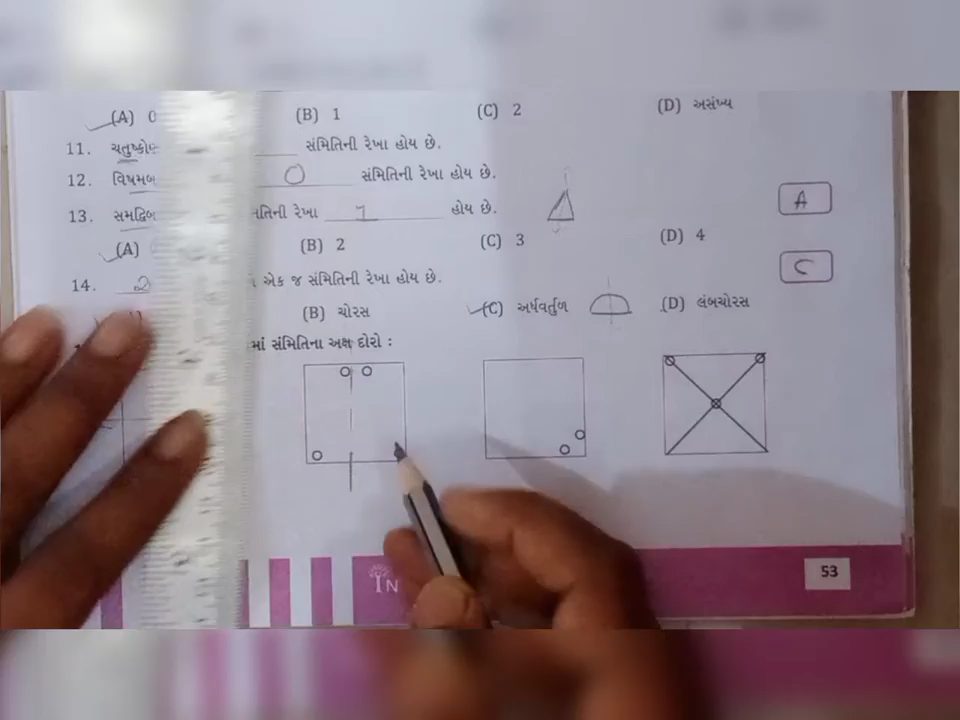 (A) 0 (B) 1 (C) 2 (D) અસંખ્ય
11. ચતુષ્કોણ સંમિતિની રેખા હોય છે.
12. વિષમબ 0 સંમિતિની રેખા હોય છે.
13. સમદ્વિબ તિની રેખા 1 હોય છે. A
(A) (B) 2 (C) 3 (D) 4
14. એક જ સંમિતિની રેખા હોય છે. C
(B) ચોરસ (C) અર્ધવર્તુળ (D) લંબચોરસ
માં સંમિતિના અક્ષ દોરો :
IN 53